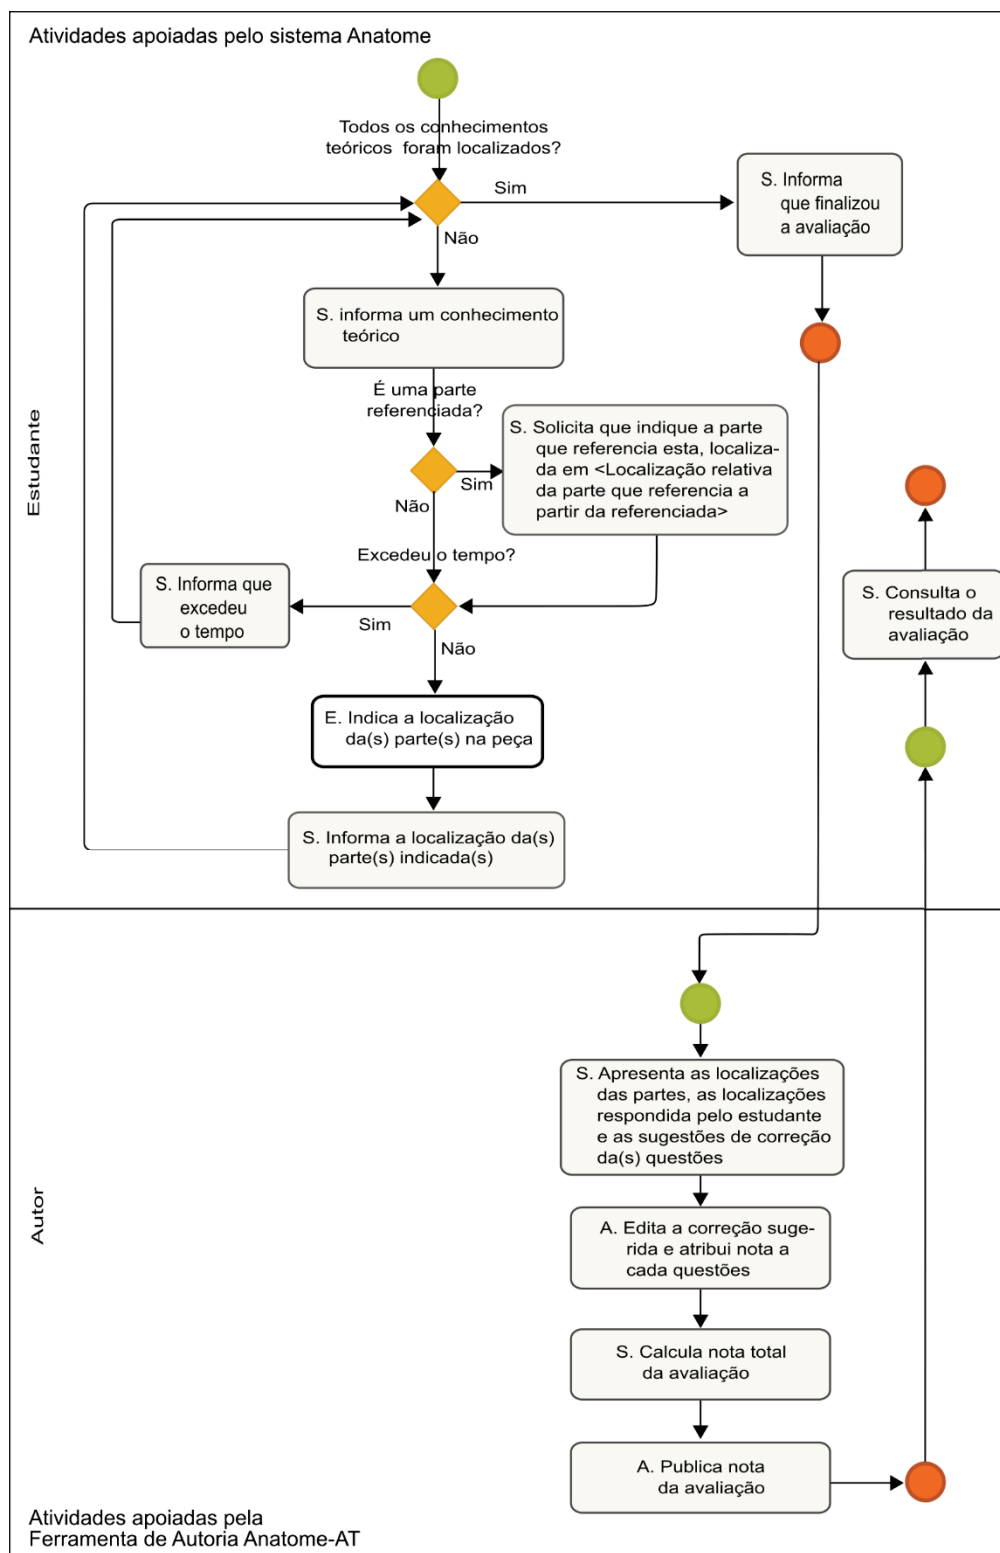 Atividades apoiadas pelo sistema Anatome
Todos os conhecimentos
teóricos foram localizados?
Sim
Não
S. Informa
que finalizou
a avaliação
S. informa um conhecimento
teórico
É uma parte
referenciada?
Sim
Não
S. Solicita que indique a parte
que referencia esta, localiza-
da em <Localização relativa
da parte que referencia a
partir da referenciada>
Estudante
Excedeu o tempo?
Sim
Não
S. Informa que
excedeu
o tempo
S. Consulta o
resultado da
avaliação
E. Indica a localização
da(s) parte(s) na peça
S. Informa a localização da(s)
parte(s) indicada(s)
S. Apresenta as localizações
das partes, as localizações
respondida pelo estudante
e as sugestões de correção
da(s) questões
Autor
A. Edita a correção suge-
rida e atribui nota a
cada questões
S. Calcula nota total
da avaliação
A. Publica nota
da avaliação
Atividades apoiadas pela
Ferramenta de Autoria Anatome-AT